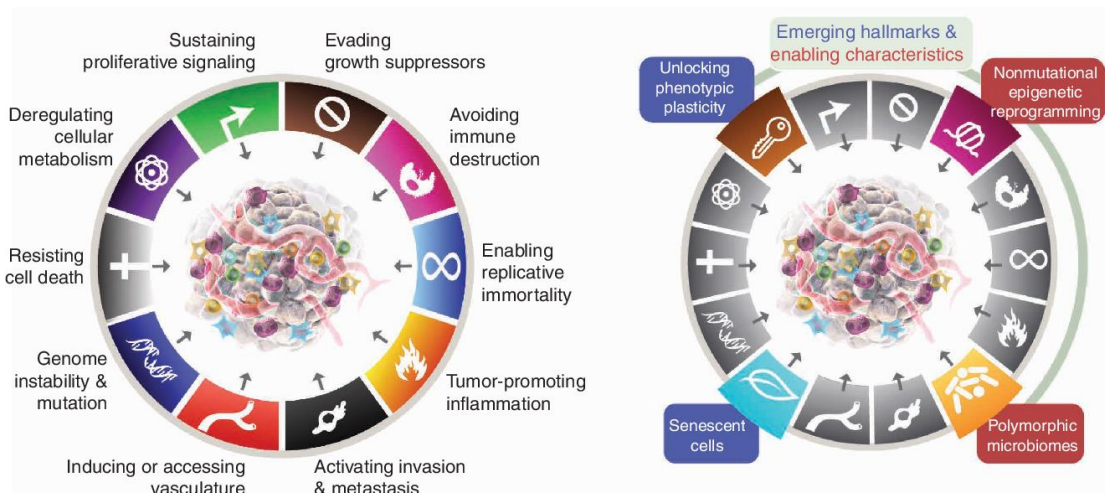 Sustaining
proliferative signaling
Evading
growth suppressors
Deregulating
cellular
metabolism
Avoiding
immune
destruction
Resisting
cell death
Enabling
replicative
immortality
Genome
instability &
mutation
Tumor-promoting
inflammation
Inducing or accessing
vasculature
Activating invasion
& metastasis
Emerging hallmarks &
enabling characteristics
Unlocking
phenotypic
plasticity
Nonmutational
epigenetic
reprogramming
Senescent
cells
Polymorphic
microbiomes